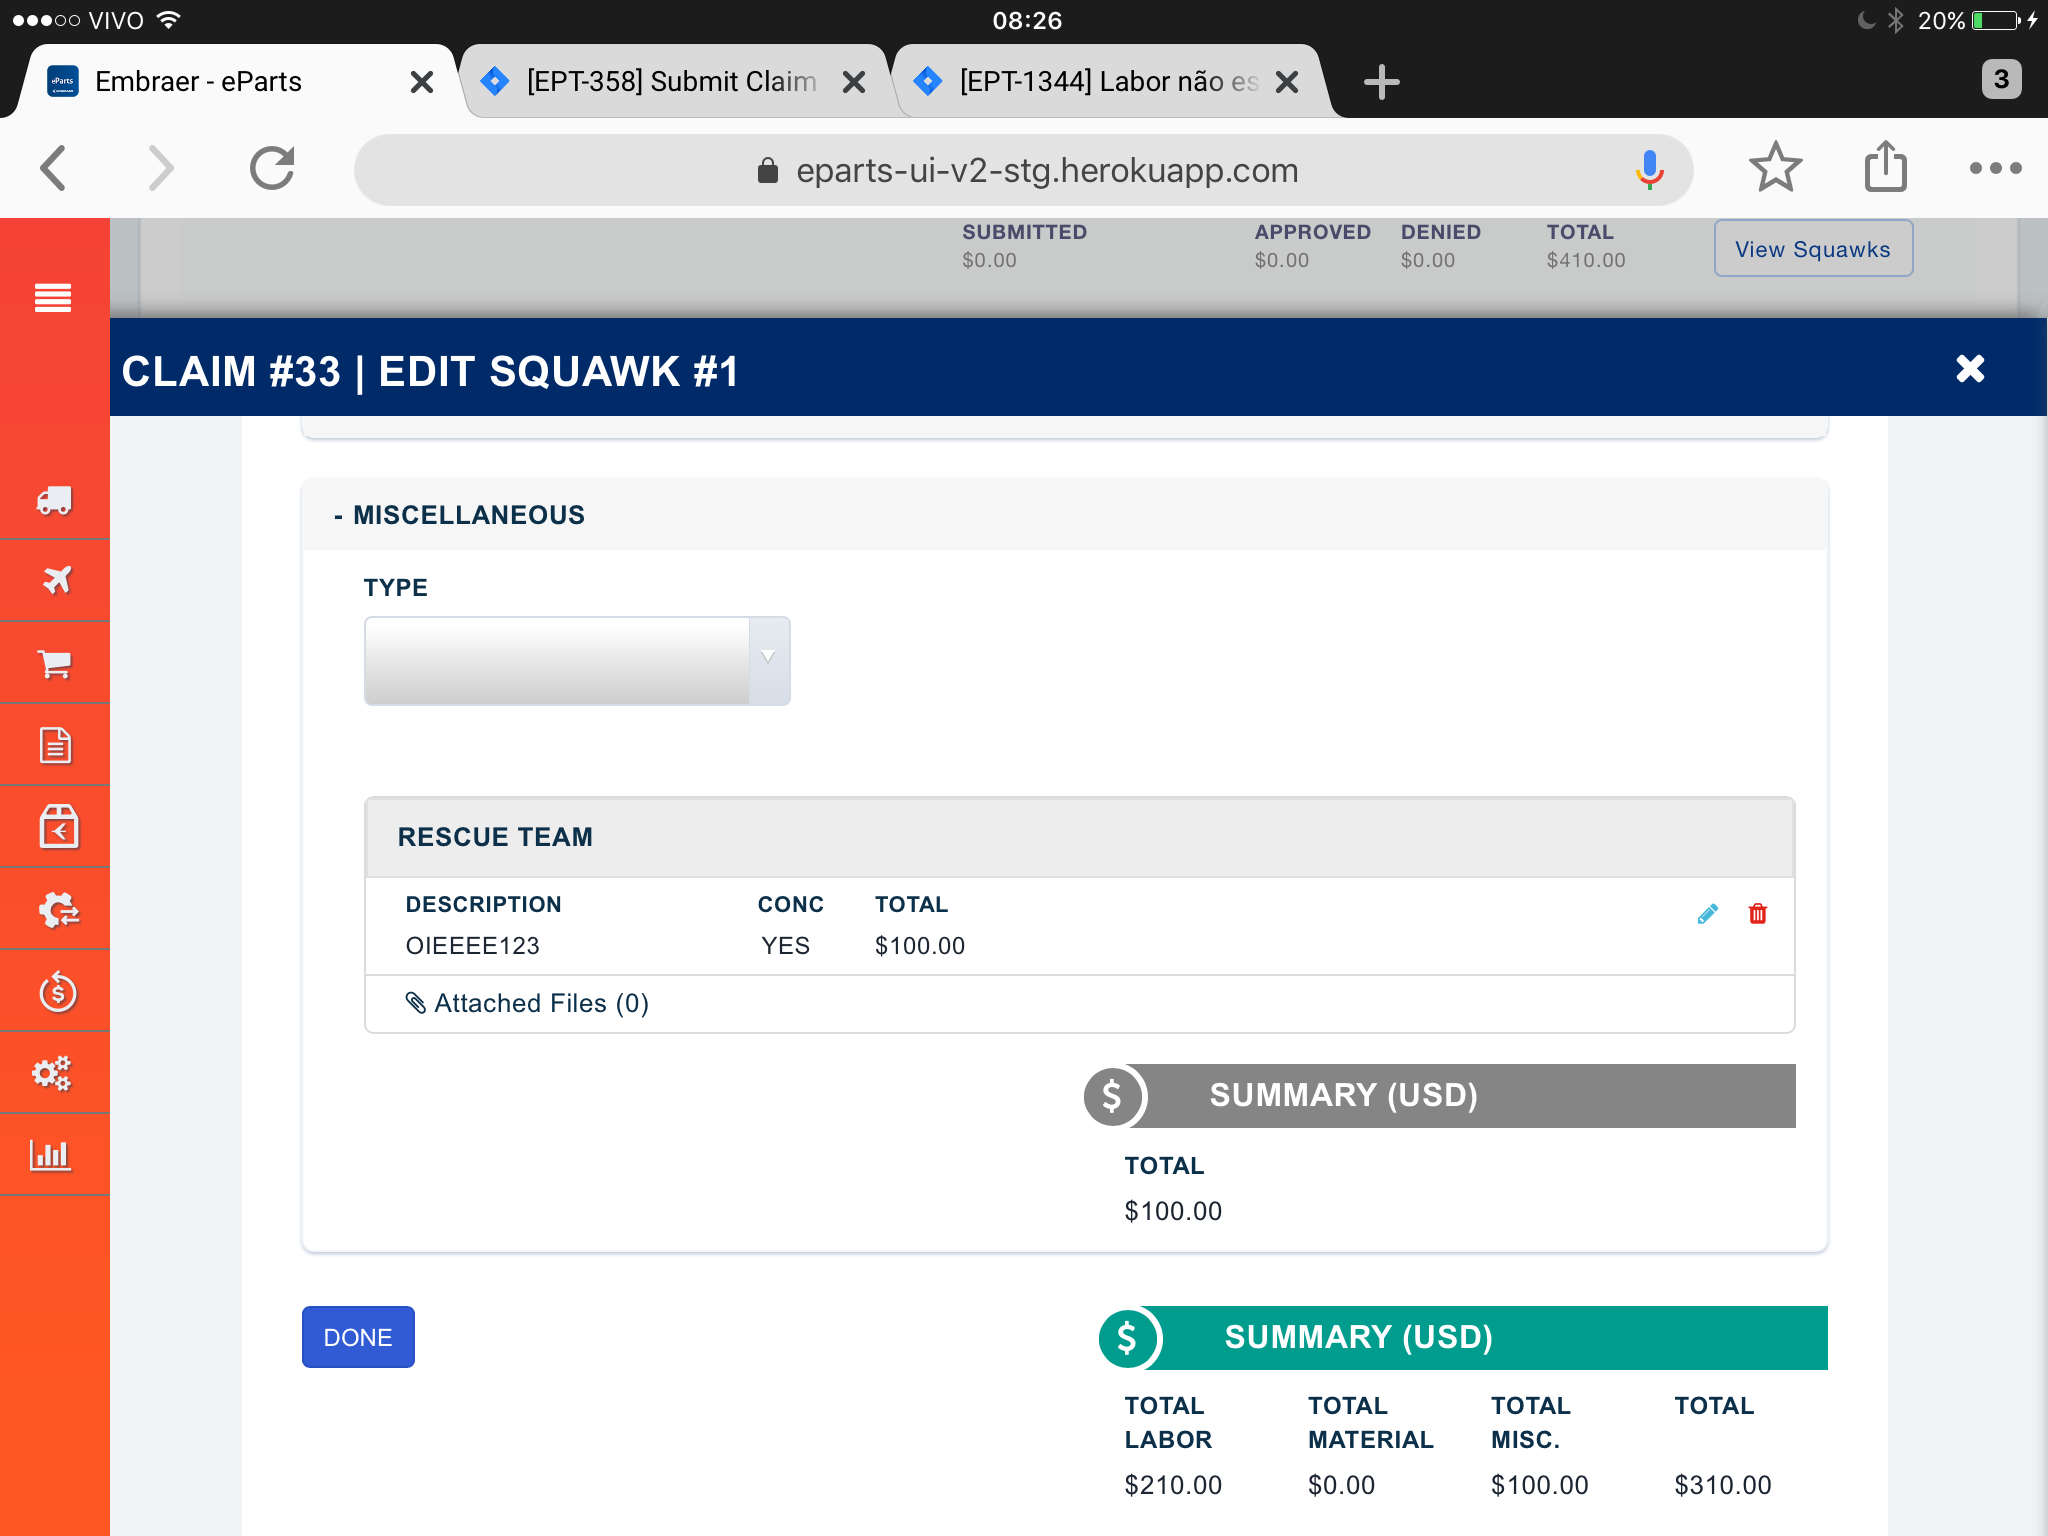 VIVO 08:26 20%
Embraer - eParts [EPT-358] Submit Claim [EPT-1344] Labor não es 3
eParts
eparts-ui-v2-stg.herokuapp.com
SUBMITTED APPROVED DENIED TOTAL
$0.00 $0.00 $0.00 $410.00
View Squawks
CLAIM #33 | EDIT SQUAWK #1
- MISCELLANEOUS
TYPE
RESCUE TEAM
DESCRIPTION CONC TOTAL
OIEEEE123 YES $100.00
Attached Files (0)
$ SUMMARY (USD)
TOTAL
$100.00
DONE
$ SUMMARY (USD)
TOTAL LABOR TOTAL MATERIAL TOTAL MISC. TOTAL
$210.00 $0.00 $100.00 $310.00